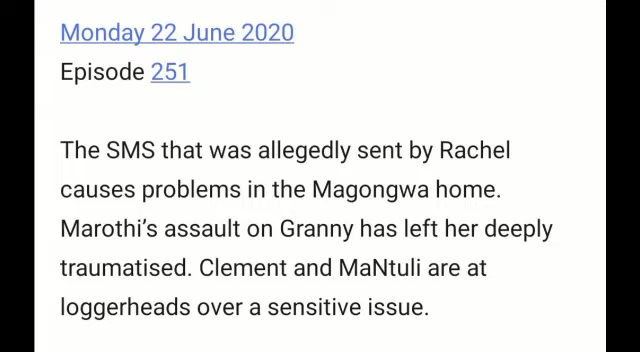 Monday 22 June 2020
Episode 251
The SMS that was allegedly sent by Rachel
causes problems in the Magongwa home.
Marothi’s assault on Granny has left her deeply
traumatised. Clement and MaNtuli are at
loggerheads over a sensitive issue.